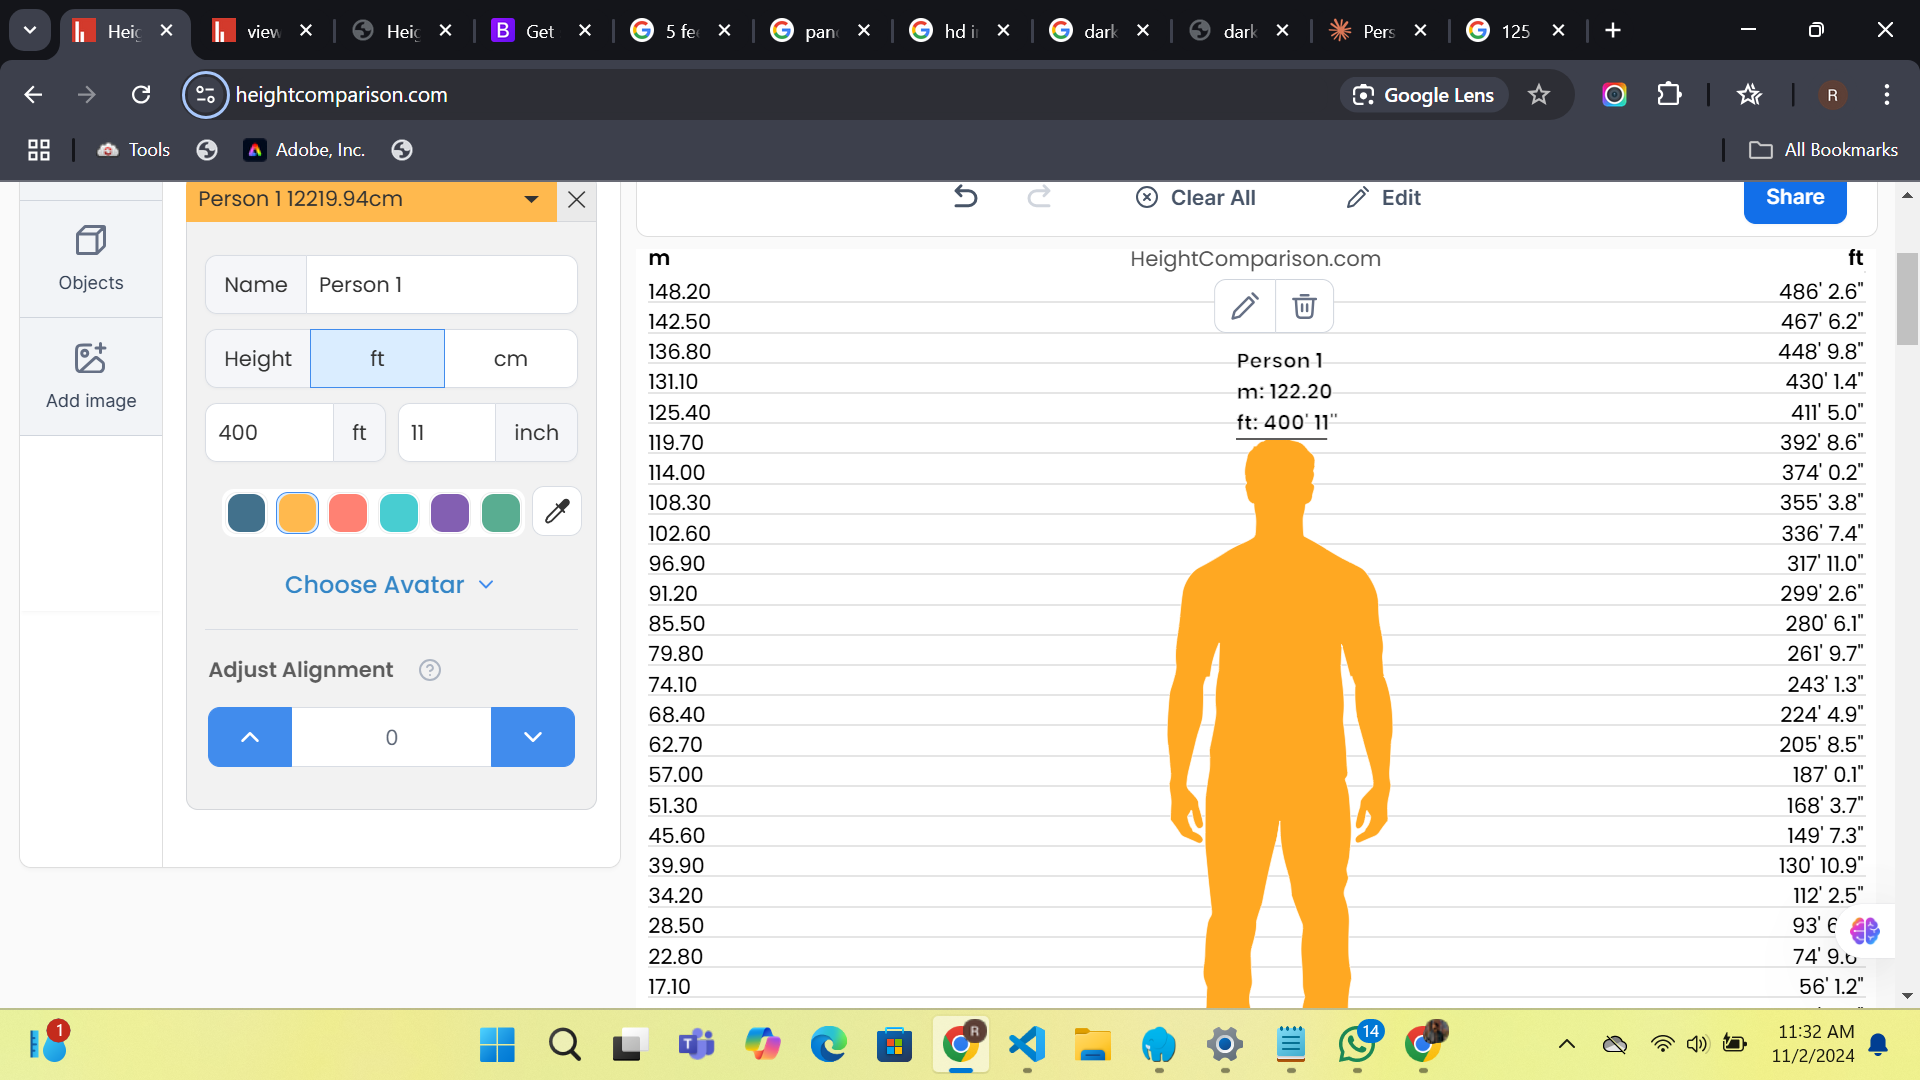 Heig
view
Heig
Get
5 fe
pan
hd i
dark
dark
Pers
125
heightcomparison.com
Google Lens
R
Tools
Adobe, Inc.
All Bookmarks
Person 1 12219.94cm
Clear All
Edit
Share
Objects
Add image
Name
Person 1
Height
ft
cm
400
ft
11
inch
Choose Avatar
Adjust Alignment
?
0
m
HeightComparison.com
ft
148.20
486' 2.6"
142.50
467' 6.2"
136.80
448' 9.8"
131.10
430' 1.4"
125.40
411' 5.0"
119.70
392' 8.6"
114.00
374' 0.2"
108.30
355' 3.8"
102.60
336' 7.4"
96.90
317' 11.0"
91.20
299' 2.6"
85.50
280' 6.1"
79.80
261' 9.7"
74.10
243' 1.3"
68.40
224' 4.9"
62.70
205' 8.5"
57.00
187' 0.1"
51.30
168' 3.7"
45.60
149' 7.3"
39.90
130' 10.9"
34.20
112' 2.5"
28.50
93' 6
22.80
74' 9.6
17.10
56' 1.2"
Person 1
m: 122.20
ft: 400' 11''
1
R
14
11:32 AM
11/2/2024